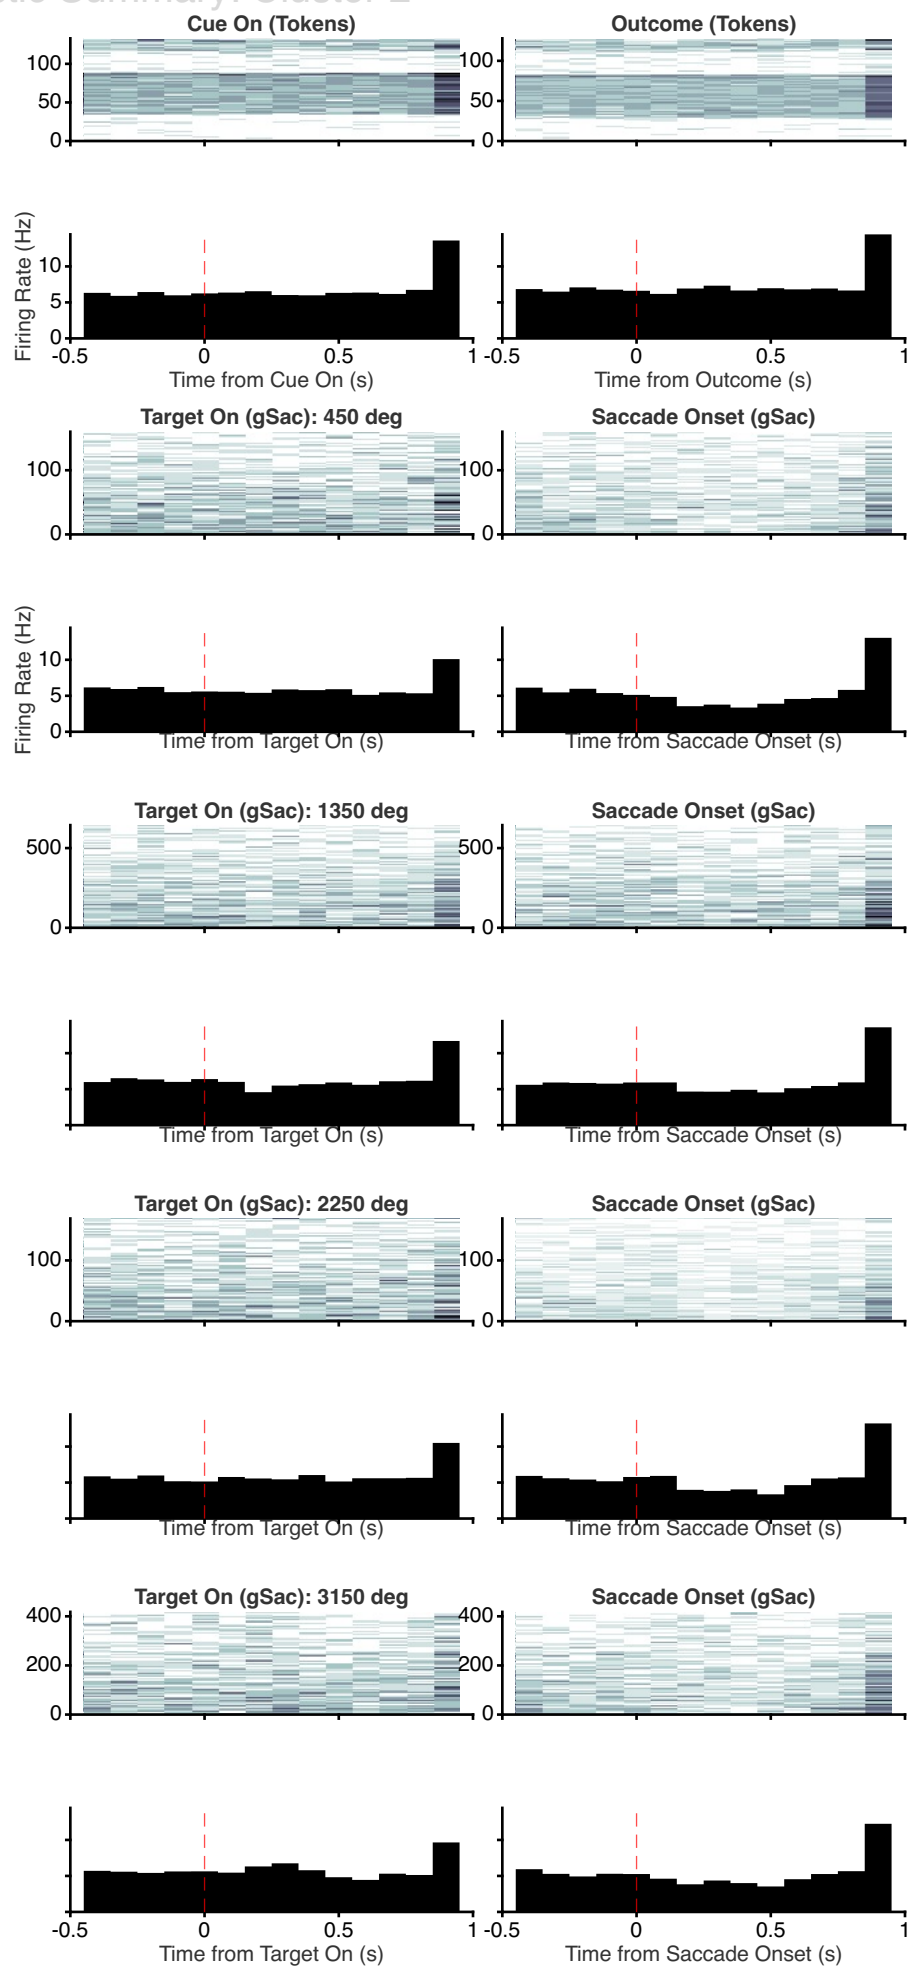 Summary: Cluster
Cue On (Tokens) Outcome (Tokens)
100 100
50 50
0 0
Firing Rate (Hz)
10
5
0
-0.5 0 0.5 1 -0.5 0 0.5 1
Time from Cue On (s) Time from Outcome (s)
Target On (gSac): 450 deg Saccade Onset (gSac)
100 100
0 0
Firing Rate (Hz)
10
5
0
Time from Target On (s) Time from Saccade Onset (s)
Target On (gSac): 1350 deg Saccade Onset (gSac)
500 500
0 0
Time from Target On (s) Time from Saccade Onset (s)
Target On (gSac): 2250 deg Saccade Onset (gSac)
100 100
0 0
Time from Target On (s) Time from Saccade Onset (s)
Target On (gSac): 3150 deg Saccade Onset (gSac)
400 400
200 200
0 0
-0.5 0 0.5 1 -0.5 0 0.5 1
Time from Target On (s) Time from Saccade Onset (s)